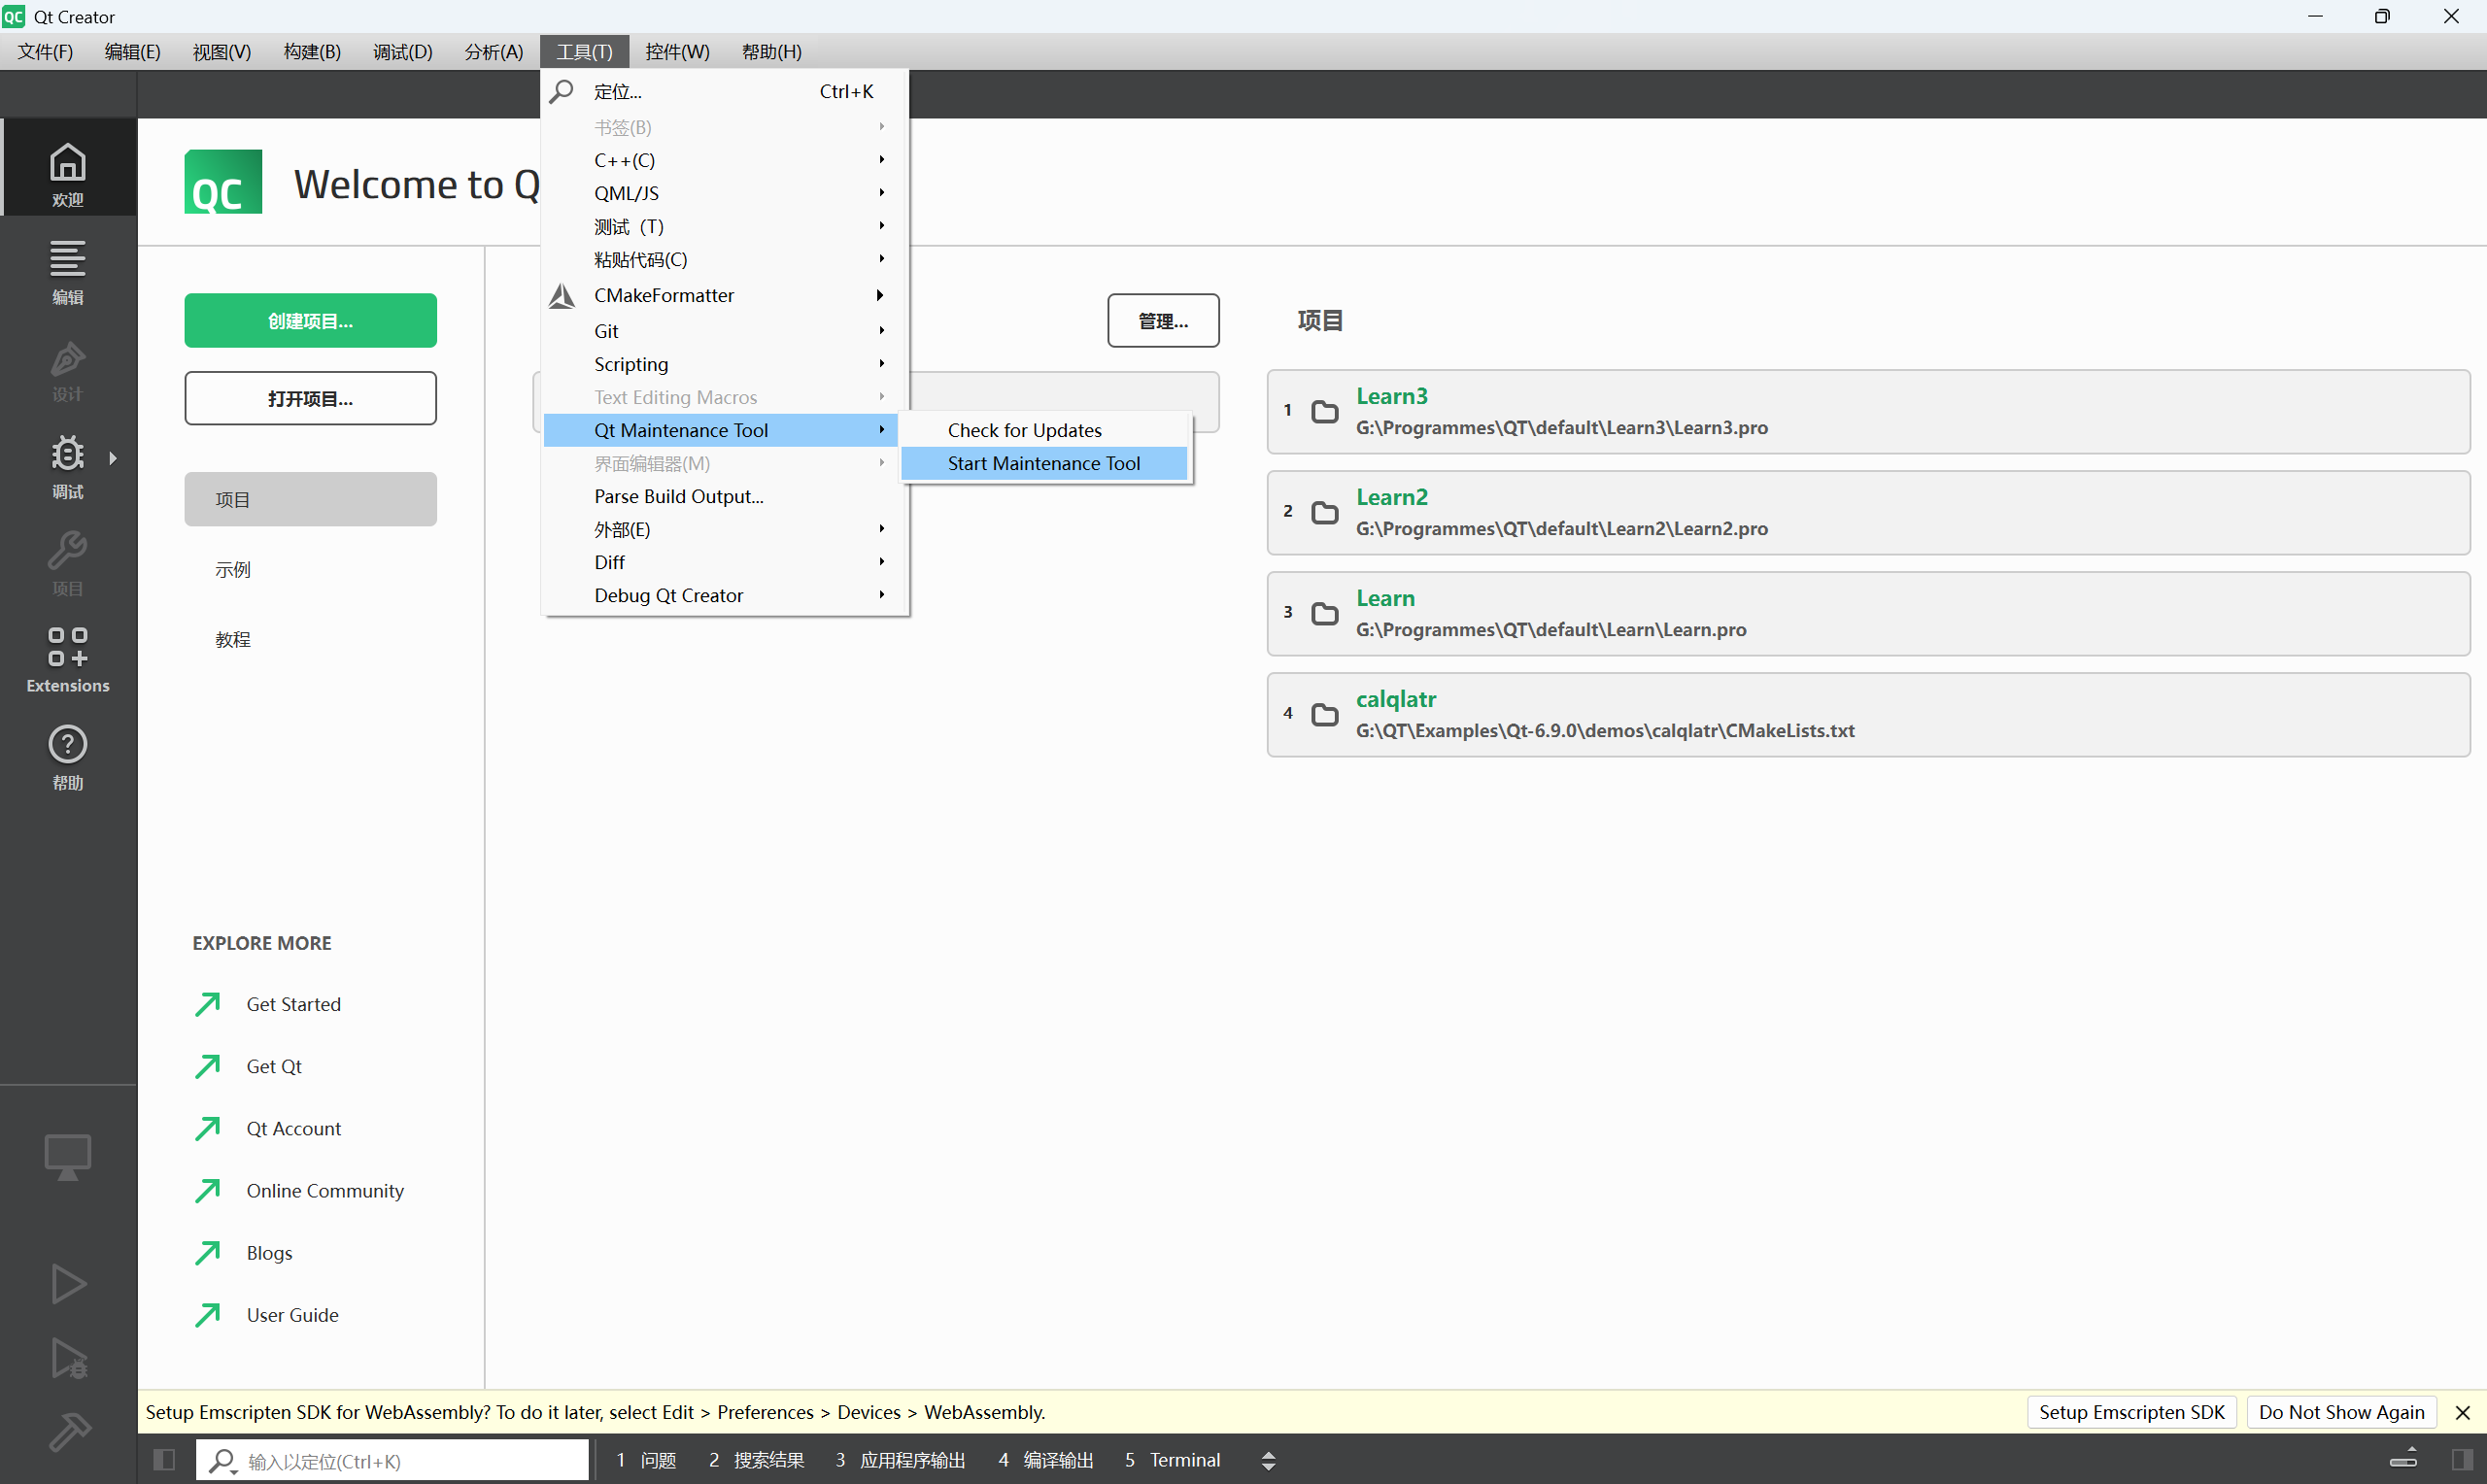 QC Qt Creator
文件(F) 编辑(E) 视图(V) 构建(B) 调试(D) 分析(A) 工具(T) 控件(W) 帮助(H)
定位... Ctrl+K
书签(B)
C++(C)
QML/JS
测试 (T)
粘贴代码(C)
CMakeFormatter
Git
Scripting
Text Editing Macros
Qt Maintenance Tool
界面编辑器(M)
Parse Build Output...
外部(E)
Diff
Debug Qt Creator
Check for Updates
Start Maintenance Tool
欢迎
编辑
设计
调试
项目
Extensions
帮助
QC Welcome to Q
创建项目...
打开项目...
项目
示例
教程
管理...
项目
1 Learn3
G:\Programmes\QT\default\Learn3\Learn3.pro
2 Learn2
G:\Programmes\QT\default\Learn2\Learn2.pro
3 Learn
G:\Programmes\QT\default\Learn\Learn.pro
4 calqlatr
G:\QT\Examples\Qt-6.9.0\demos\calqlatr\CMakeLists.txt
EXPLORE MORE
Get Started
Get Qt
Qt Account
Online Community
Blogs
User Guide
Setup Emscripten SDK for WebAssembly? To do it later, select Edit > Preferences > Devices > WebAssembly. Setup Emscripten SDK Do Not Show Again
输入以定位(Ctrl+K) 1 问题 2 搜索结果 3 应用程序输出 4 编译输出 5 Terminal